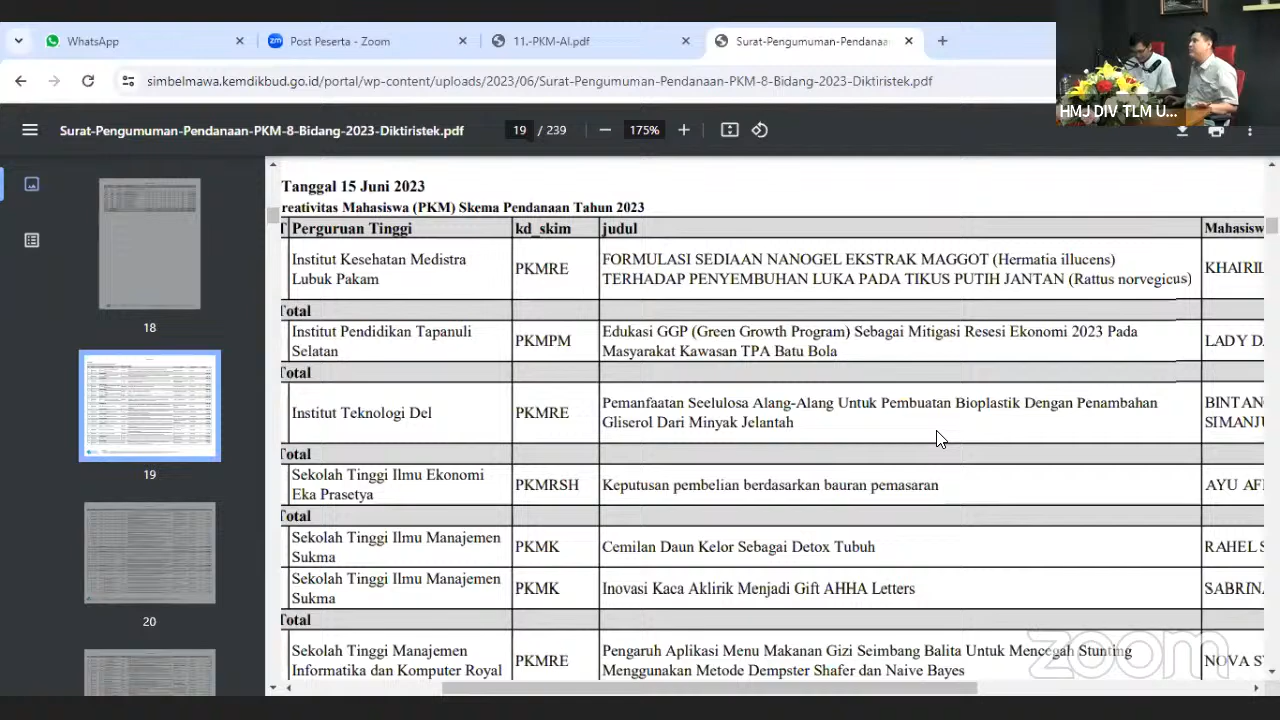 WhatsApp
Post Peserta - Zoom
11.-PKM-AI.pdf
Surat-Pengumuman-Pendanaa
simbelmawa.kemdikbud.go.id/portal/wp-content/uploads/2023/06/Surat-Pengumuman-Pendanaan-PKM-8-Bidang-2023-Diktiristek.pdf
HMJ DIV TLM U...
Surat-Pengumuman-Pendanaan-PKM-8-Bidang-2023-Diktiristek.pdf
19 / 239
175%
18
19
20
Tanggal 15 Juni 2023
reativitas Mahasiswa (PKM) Skema Pendanaan Tahun 2023
T Perguruan Tinggi kd_skim judul Mahasisw
Institut Kesehatan Medistra
Lubuk Pakam
PKMRE
FORMULASI SEDIAAN NANOGEL EKSTRAK MAGGOT (Hermatia illucens)
TERHADAP PENYEMBUHAN LUKA PADA TIKUS PUTIH JANTAN (Rattus norvegicus)
KHAIRIL
Total
Institut Pendidikan Tapanuli
Selatan
PKMPM
Edukasi GGP (Green Growth Program) Sebagai Mitigasi Resesi Ekonomi 2023 Pada
Masyarakat Kawasan TPA Batu Bola
LADY DA
Total
Institut Teknologi Del
PKMRE
Pemanfaatan Seelulosa Alang-Alang Untuk Pembuatan Bioplastik Dengan Penambahan
Gliserol Dari Minyak Jelantah
BINTANG
SIMANJU
Total
Sekolah Tinggi Ilmu Ekonomi
Eka Prasetya
PKMRSH
Keputusan pembelian berdasarkan bauran pemasaran
AYU AF
Total
Sekolah Tinggi Ilmu Manajemen
Sukma
PKMK
Cemilan Daun Kelor Sebagai Detox Tubuh
RAHEL S
Sekolah Tinggi Ilmu Manajemen
Sukma
PKMK
Inovasi Kaca Aklirik Menjadi Gift AHHA Letters
SABRINA
Total
Sekolah Tinggi Manajemen
Informatika dan Komputer Royal
PKMRE
Pengaruh Aplikasi Menu Makanan Gizi Seimbang Balita Untuk Mencegah Stunting
Menggunakan Metode Dempster Shafer dan Naive Bayes
NOVA S
zoom